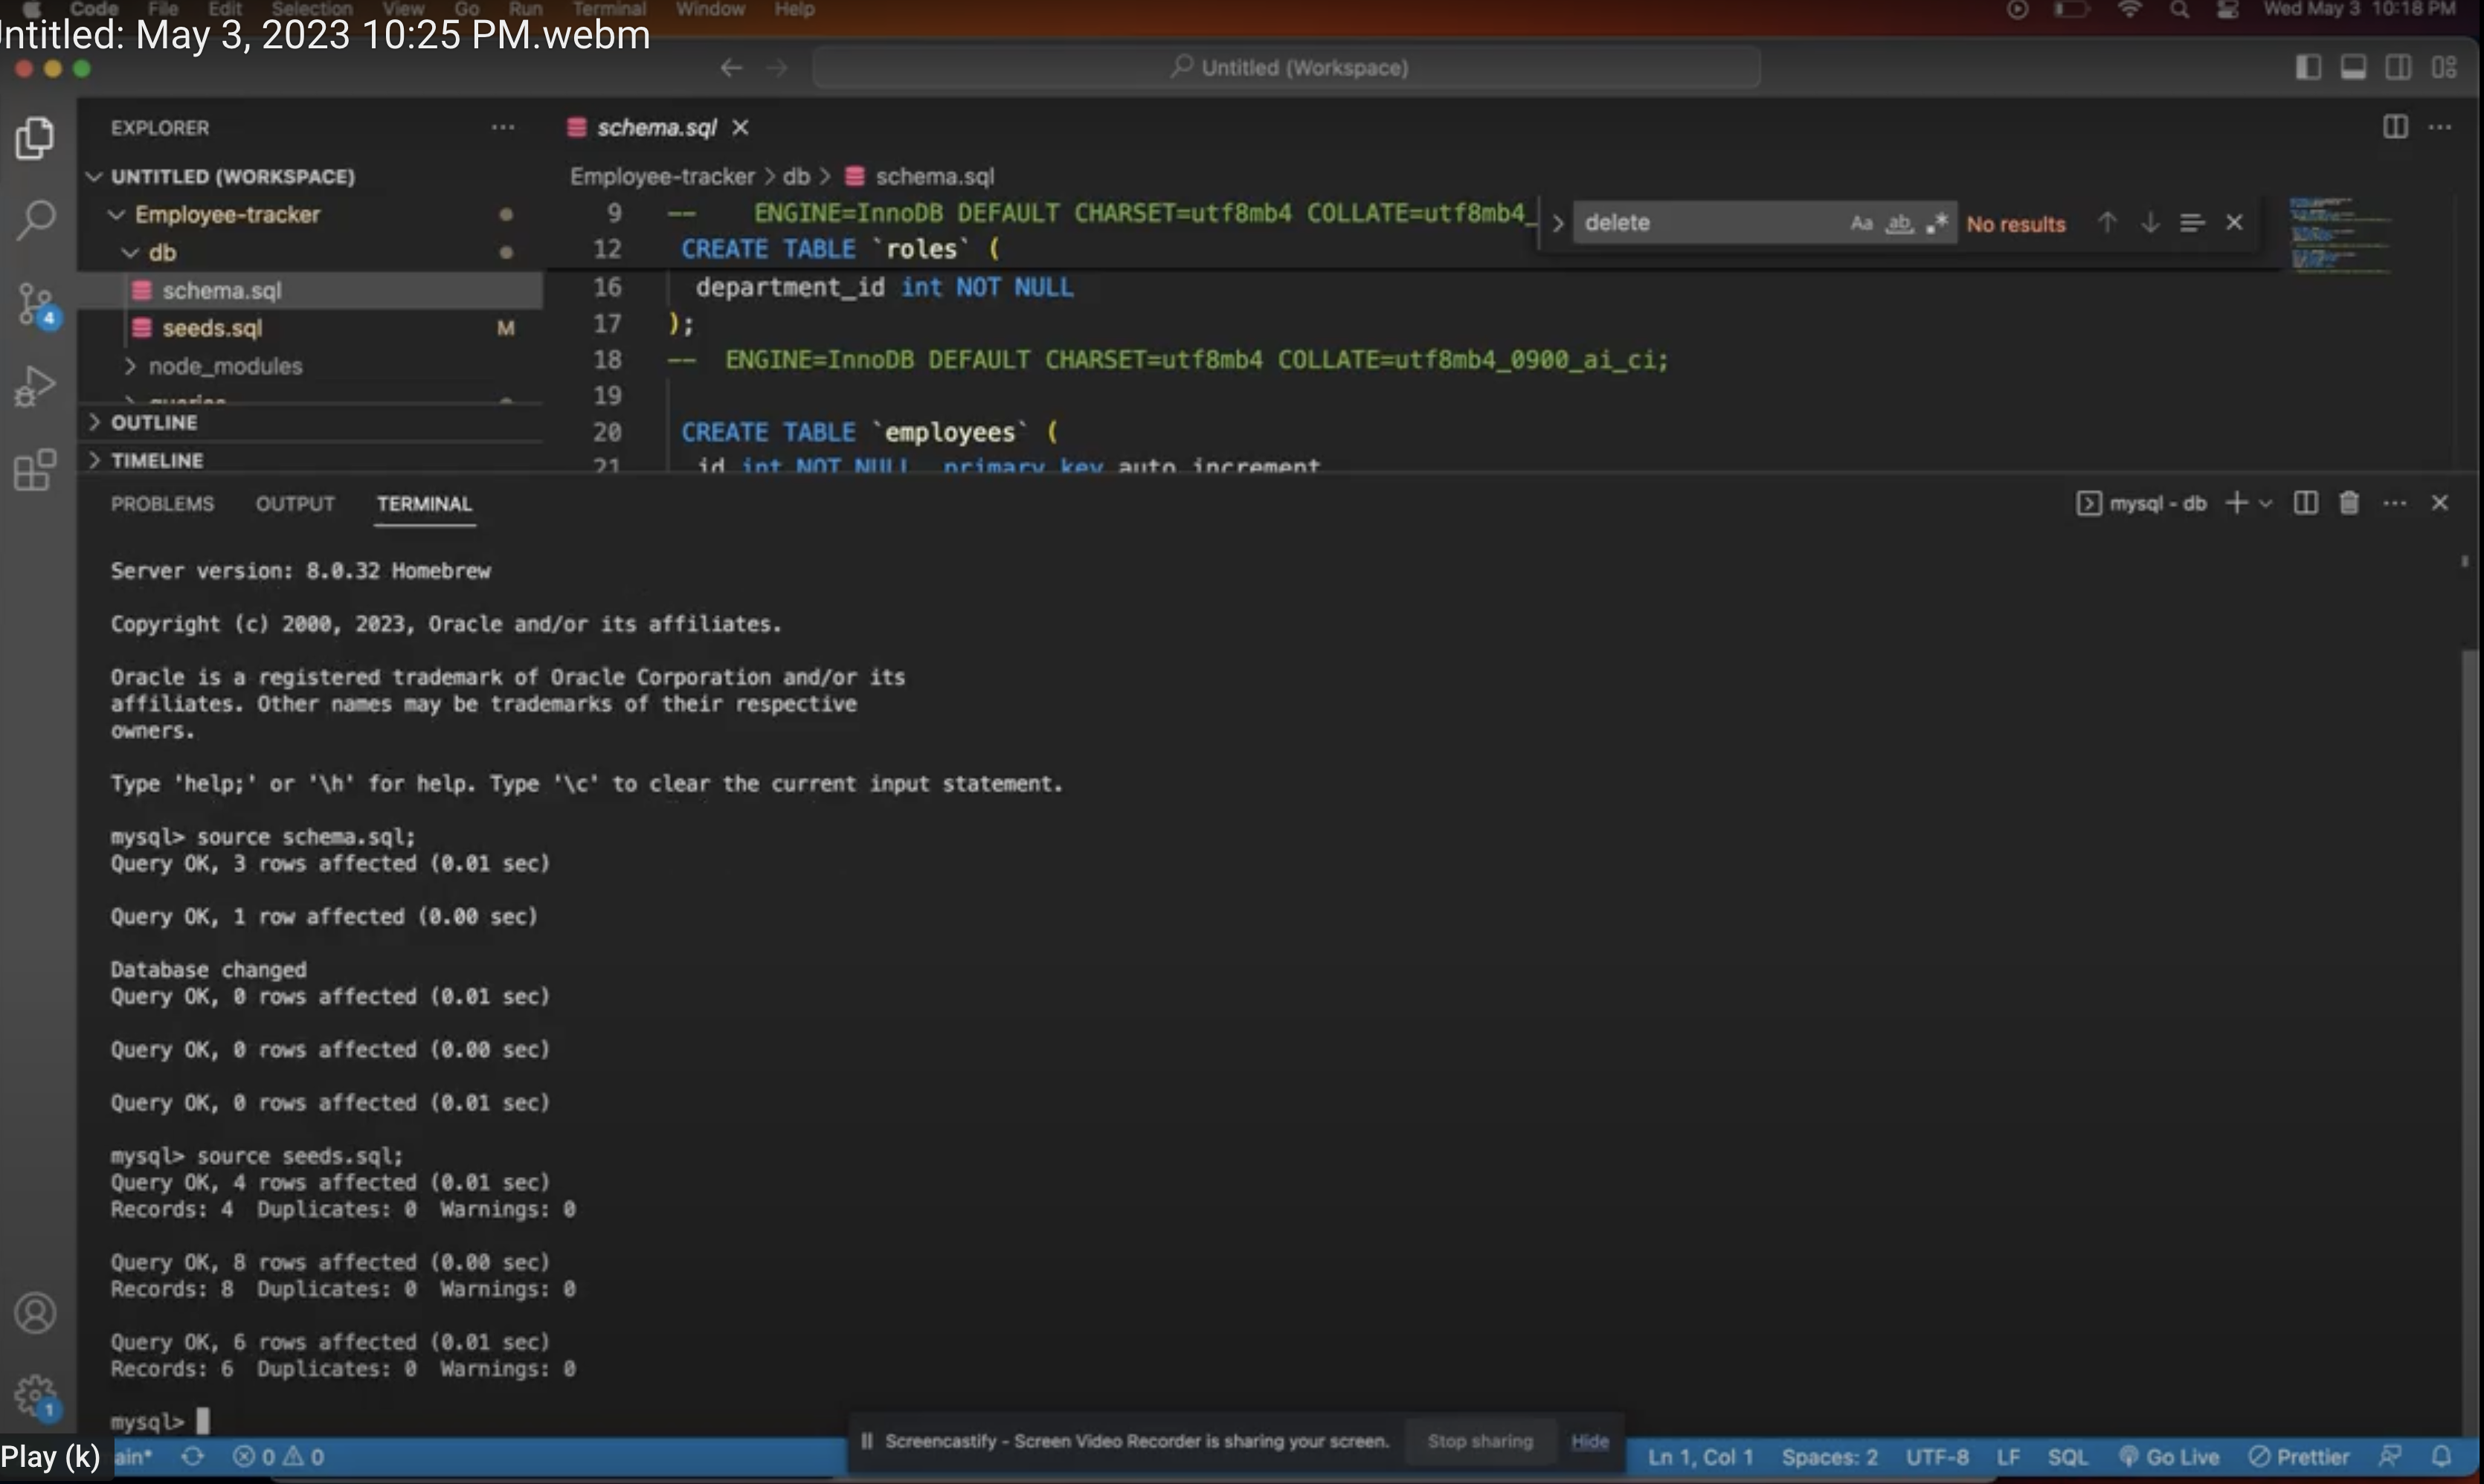 Code File Edit Selection View Go Run Terminal Window Help Wed May 3 10:18 PM
ntitled: May 3, 2023 10:25 PM.webm
Untitled (Workspace)
EXPLORER
UNTITLED (WORKSPACE)
Employee-tracker
db
schema.sql
seeds.sql M
node_modules
queries
OUTLINE
TIMELINE
4
schema.sql
Employee-tracker > db > schema.sql
9 -- ENGINE=InnoDB DEFAULT CHARSET=utf8mb4 COLLATE=utf8mb4_
12 CREATE TABLE `roles` (
16 department_id int NOT NULL
17 );
18 -- ENGINE=InnoDB DEFAULT CHARSET=utf8mb4 COLLATE=utf8mb4_0900_ai_ci;
19
20 CREATE TABLE `employees` (
21 id int NOT NULL primary key auto_increment
delete Aa ab .* No results
PROBLEMS OUTPUT TERMINAL
mysql - db
Server version: 8.0.32 Homebrew
Copyright (c) 2000, 2023, Oracle and/or its affiliates.
Oracle is a registered trademark of Oracle Corporation and/or its
affiliates. Other names may be trademarks of their respective
owners.
Type 'help;' or '\h' for help. Type '\c' to clear the current input statement.
mysql> source schema.sql;
Query OK, 3 rows affected (0.01 sec)
Query OK, 1 row affected (0.00 sec)
Database changed
Query OK, 0 rows affected (0.01 sec)
Query OK, 0 rows affected (0.00 sec)
Query OK, 0 rows affected (0.01 sec)
mysql> source seeds.sql;
Query OK, 4 rows affected (0.01 sec)
Records: 4 Duplicates: 0 Warnings: 0
Query OK, 8 rows affected (0.00 sec)
Records: 8 Duplicates: 0 Warnings: 0
Query OK, 6 rows affected (0.01 sec)
Records: 6 Duplicates: 0 Warnings: 0
mysql>
1
Screencastify - Screen Video Recorder is sharing your screen. Stop sharing Hide
Play (k) ain* 0 0 Ln 1, Col 1 Spaces: 2 UTF-8 LF SQL Go Live Prettier